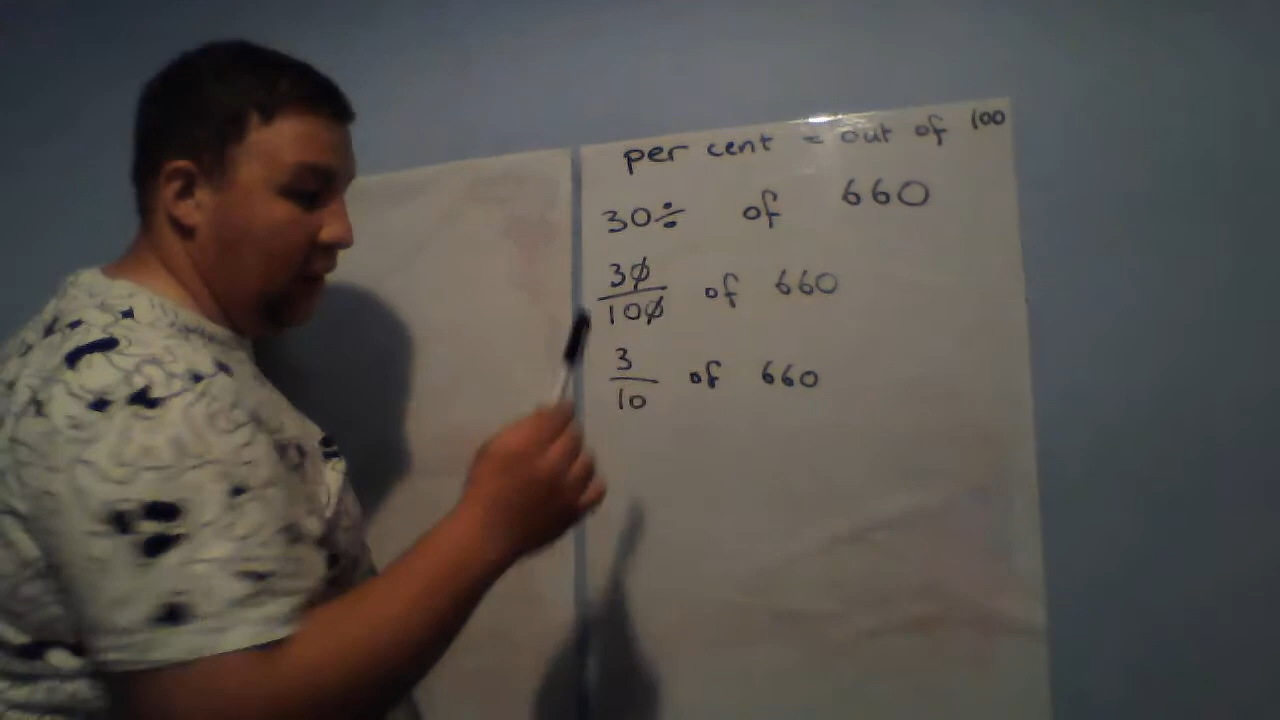 per cent = out of 100
30÷ of 660
30/100 of 660
3/10 of 660